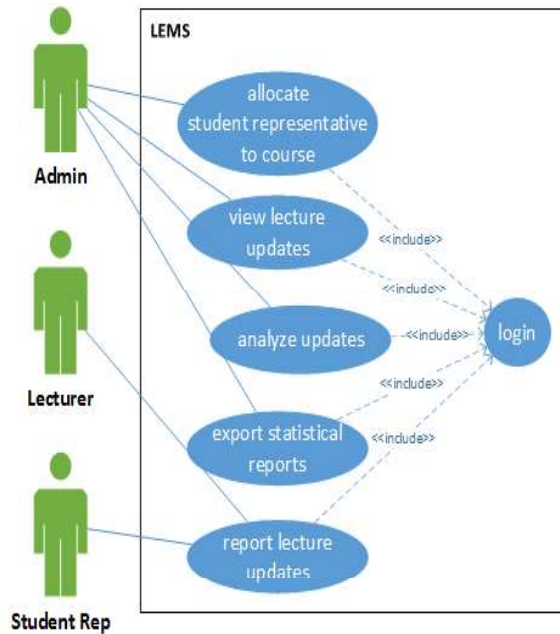 LEMS
allocate
student representative
to course
Admin
view lecture
updates
<<include>>
<<include>>
Lecturer
analyze updates
<<include>>
login
<<include>>
export statistical
reports
<<include>>
report lecture
updates
Student Rep